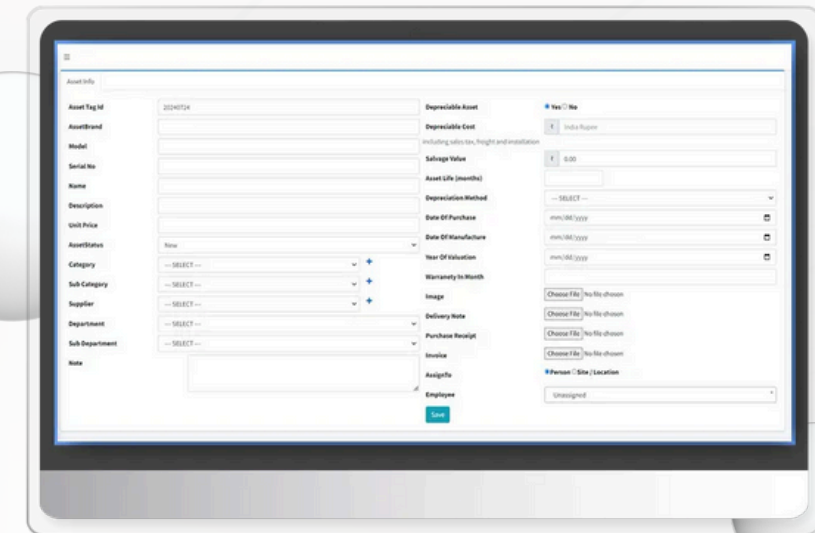 Asset Info
Asset Tag Id 20240724
AssetBrand
Model
Serial No
Name
Description
Unit Price
AssetStatus New
Category --- SELECT ---
Sub Category --- SELECT ---
Supplier --- SELECT ---
Department --- SELECT ---
Sub Department --- SELECT ---
Note
Depreciable Asset Yes No
Depreciable Cost ₹ India Rupee
Including sales tax, freight and installation
Salvage Value ₹ 0.00
Asset Life (months)
Depreciation Method --- SELECT ---
Date Of Purchase mm/dd/yyyy
Date Of Manufacture mm/dd/yyyy
Year Of Valuation mm/dd/yyyy
Warranety In Month
Image Choose File No file chosen
Delivery Note Choose File No file chosen
Purchase Receipt Choose File No file chosen
Invoice Choose File No file chosen
AssignTo Person Site / Location
Employee Unassigned
Save